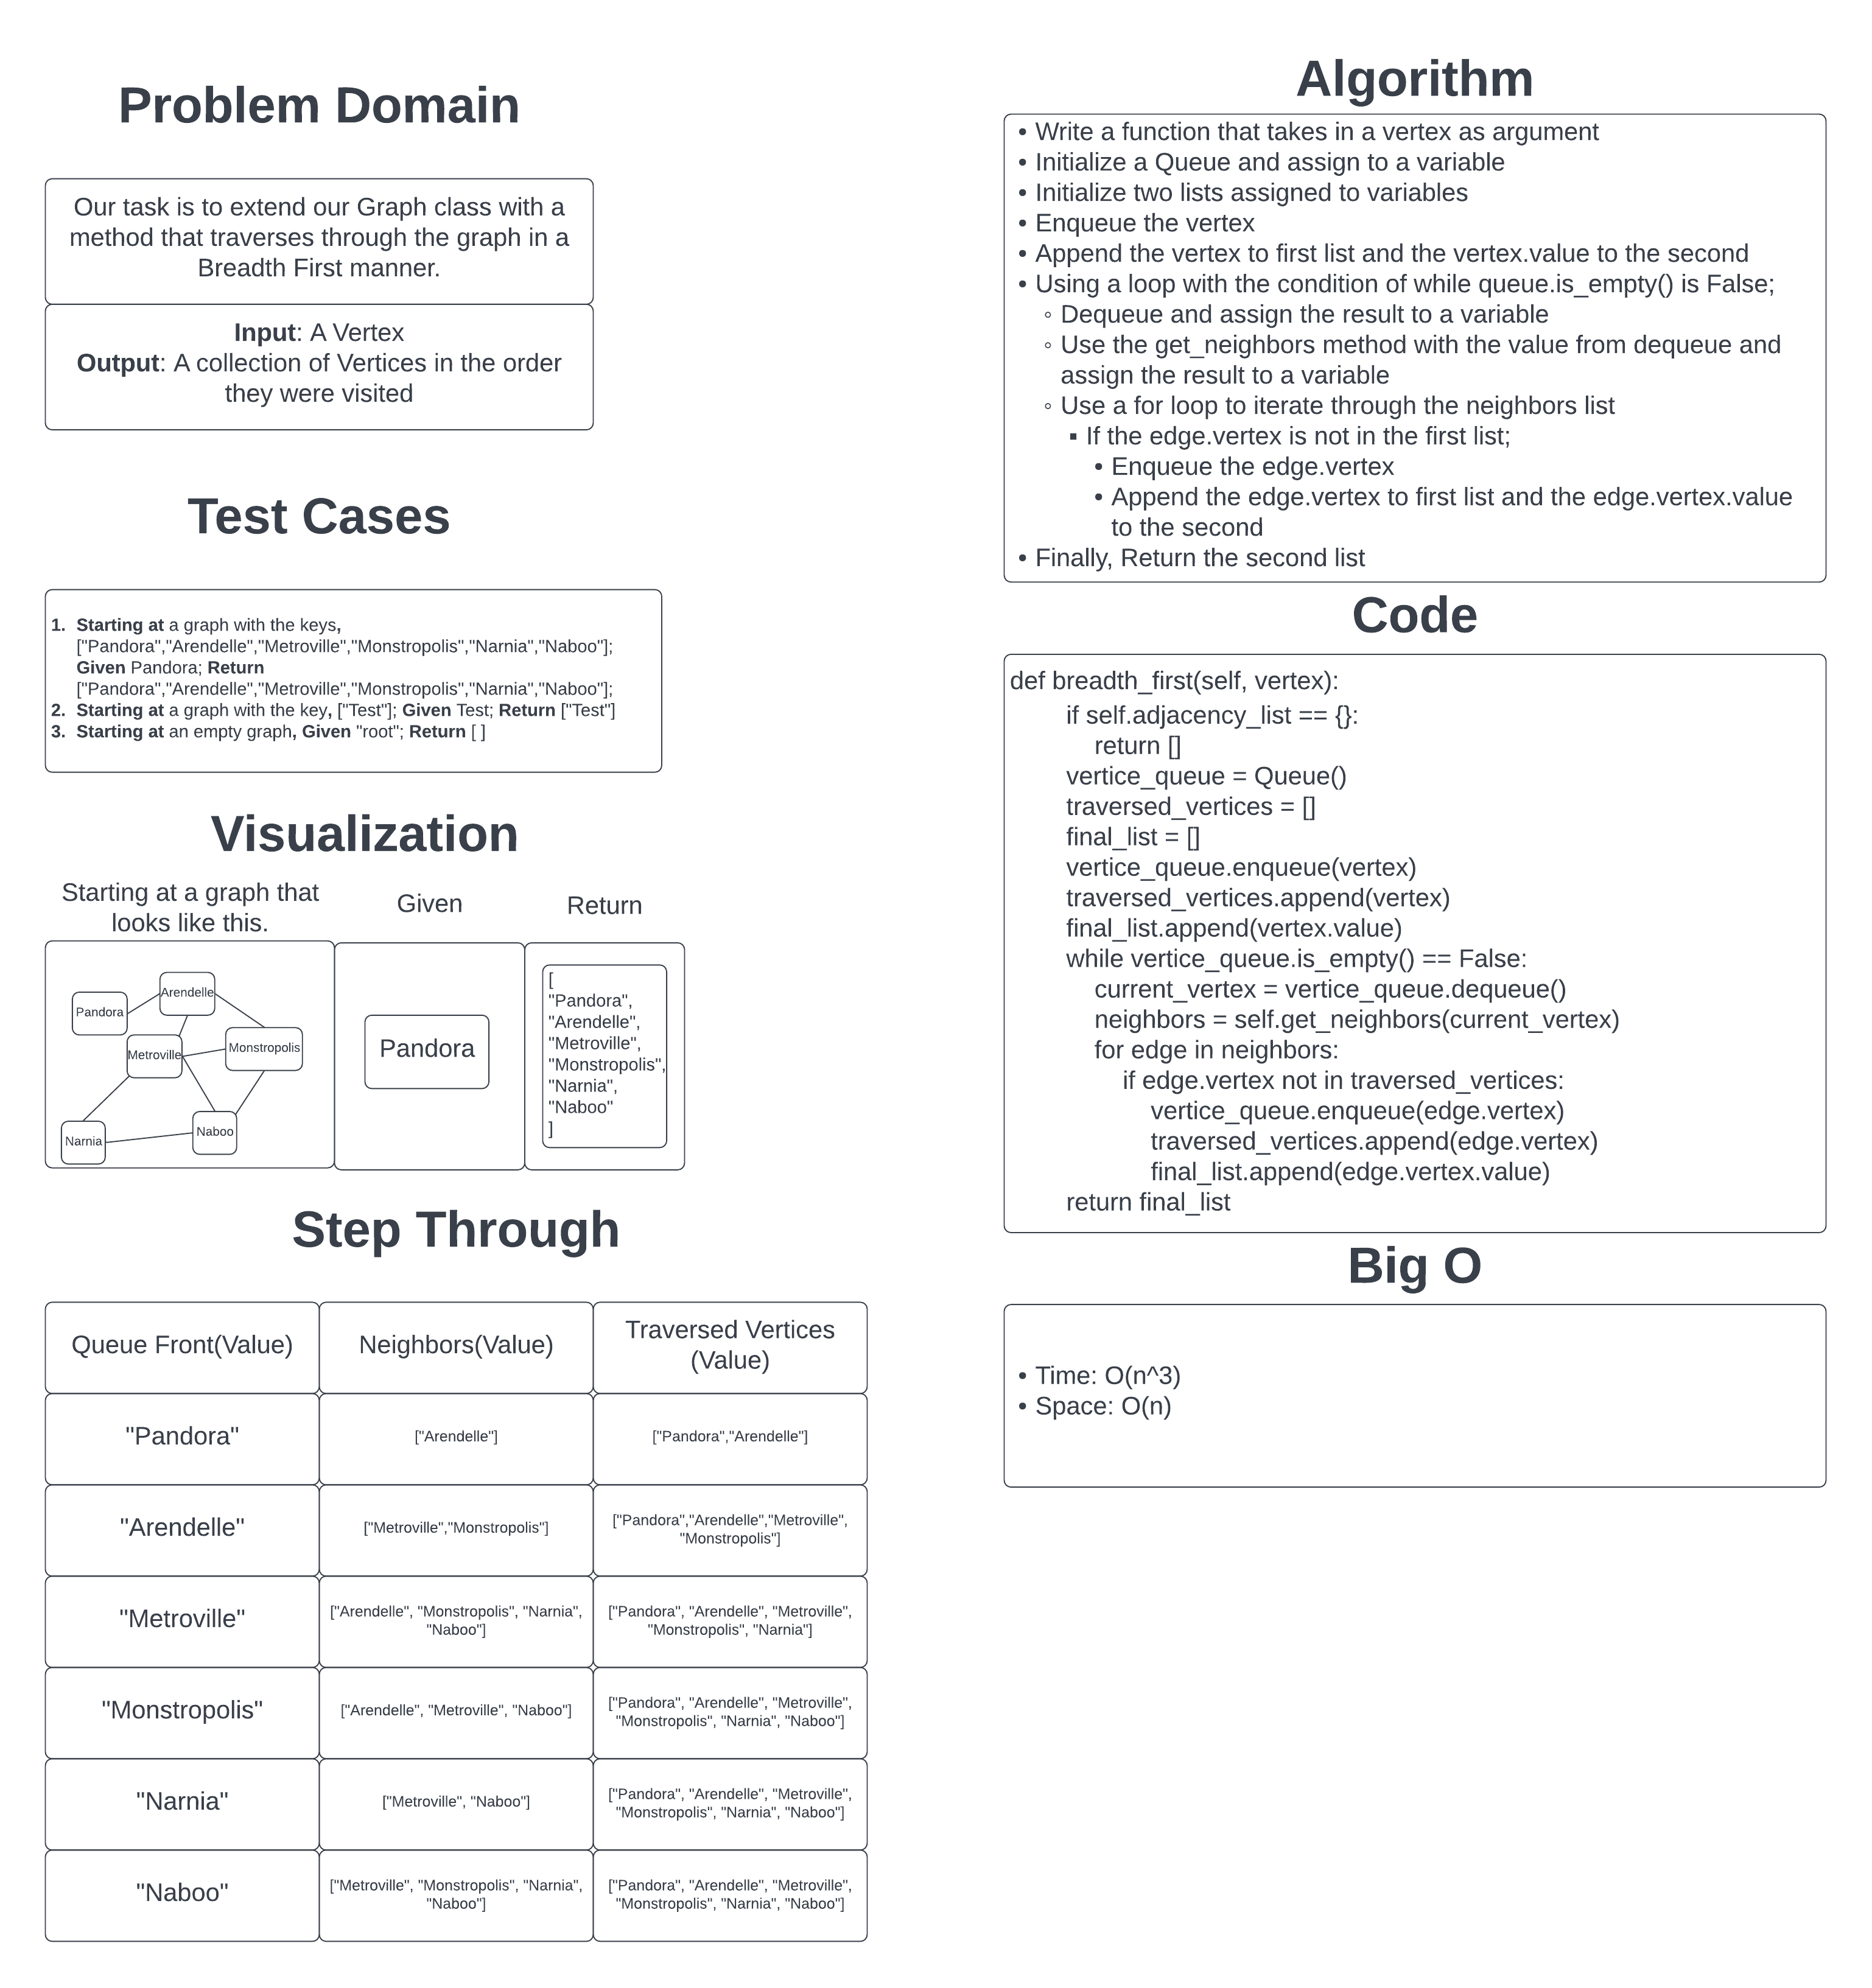 Problem Domain
Our task is to extend our Graph class with a
method that traverses through the graph in a
Breadth First manner.
Input: A Vertex
Output: A collection of Vertices in the order
they were visited
Test Cases
1. Starting at a graph with the keys,
["Pandora","Arendelle","Metroville","Monstropolis","Narnia","Naboo"];
Given Pandora; Return
["Pandora","Arendelle","Metroville","Monstropolis","Narnia","Naboo"];
2. Starting at a graph with the key, ["Test"]; Given Test; Return ["Test"]
3. Starting at an empty graph, Given "root"; Return [ ]
Visualization
Starting at a graph that
looks like this.
Pandora
Arendelle
Metroville
Monstropolis
Narnia
Naboo
Given
Pandora
Return
[
"Pandora",
"Arendelle",
"Metroville",
"Monstropolis",
"Narnia",
"Naboo"
]
Step Through
Queue Front(Value)
Neighbors(Value)
Traversed Vertices
(Value)
"Pandora"
["Arendelle"]
["Pandora","Arendelle"]
"Arendelle"
["Metroville","Monstropolis"]
["Pandora","Arendelle","Metroville",
"Monstropolis"]
"Metroville"
["Arendelle", "Monstropolis", "Narnia",
"Naboo"]
["Pandora", "Arendelle", "Metroville",
"Monstropolis", "Narnia"]
"Monstropolis"
["Arendelle", "Metroville", "Naboo"]
["Pandora", "Arendelle", "Metroville",
"Monstropolis", "Narnia", "Naboo"]
"Narnia"
["Metroville", "Naboo"]
["Pandora", "Arendelle", "Metroville",
"Monstropolis", "Narnia", "Naboo"]
"Naboo"
["Metroville", "Monstropolis", "Narnia",
"Naboo"]
["Pandora", "Arendelle", "Metroville",
"Monstropolis", "Narnia", "Naboo"]
Algorithm
• Write a function that takes in a vertex as argument
• Initialize a Queue and assign to a variable
• Initialize two lists assigned to variables
• Enqueue the vertex
• Append the vertex to first list and the vertex.value to the second
• Using a loop with the condition of while queue.is_empty() is False;
◦ Dequeue and assign the result to a variable
◦ Use the get_neighbors method with the value from dequeue and
assign the result to a variable
◦ Use a for loop to iterate through the neighbors list
▪ If the edge.vertex is not in the first list;
• Enqueue the edge.vertex
• Append the edge.vertex to first list and the edge.vertex.value
to the second
• Finally, Return the second list
Code
def breadth_first(self, vertex):
if self.adjacency_list == {}:
return []
vertice_queue = Queue()
traversed_vertices = []
final_list = []
vertice_queue.enqueue(vertex)
traversed_vertices.append(vertex)
final_list.append(vertex.value)
while vertice_queue.is_empty() == False:
current_vertex = vertice_queue.dequeue()
neighbors = self.get_neighbors(current_vertex)
for edge in neighbors:
if edge.vertex not in traversed_vertices:
vertice_queue.enqueue(edge.vertex)
traversed_vertices.append(edge.vertex)
final_list.append(edge.vertex.value)
return final_list
Big O
• Time: O(n^3)
• Space: O(n)